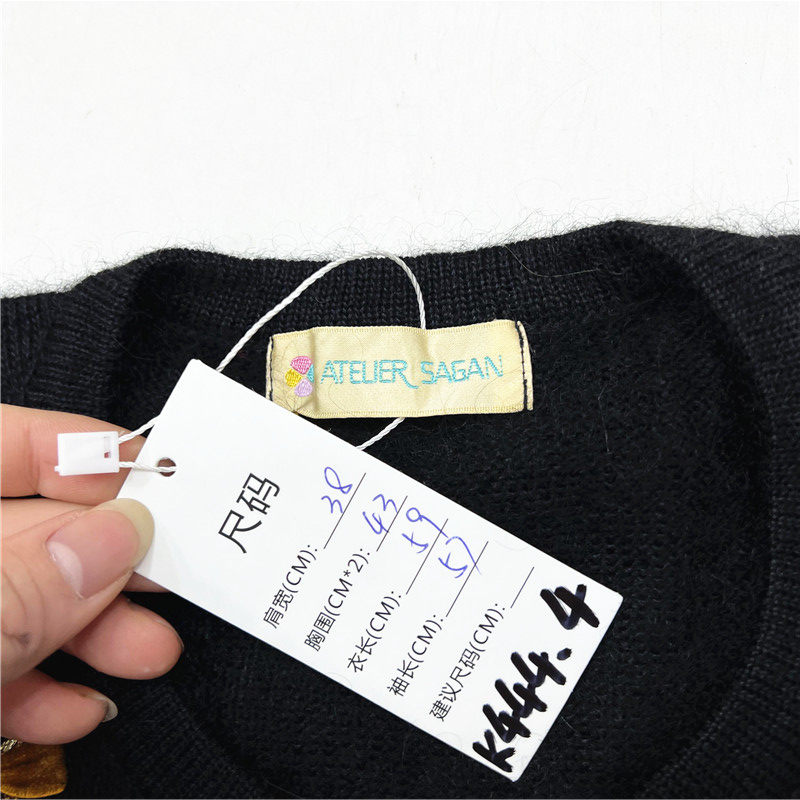 ATELIER SAGAN
尺码
肩宽(CM): 38
胸围(CM*2): 43
衣长(CM): 59
袖长(CM): 57
建议尺码(CM):
K444.4